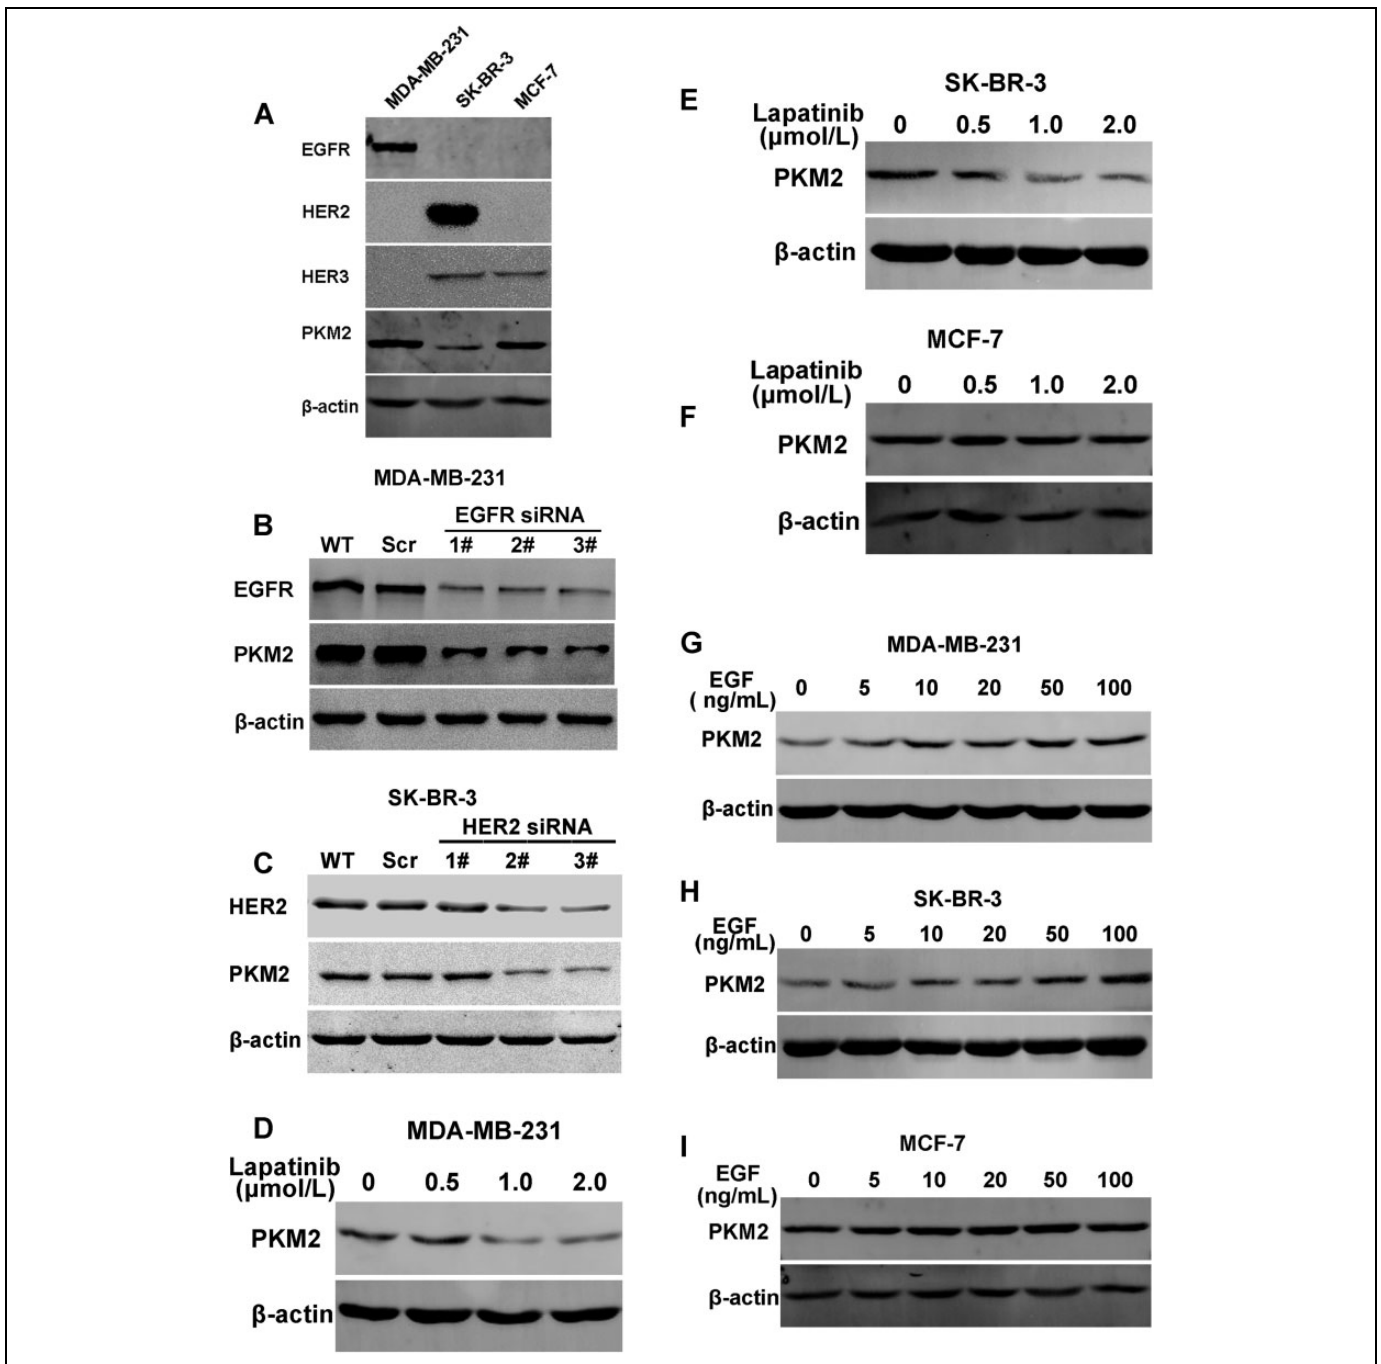 A
MDA-MB-231
SK-BR-3
MCF-7
EGFR
HER2
HER3
PKM2
β-actin
MDA-MB-231
B
EGFR siRNA
WT Scr 1# 2# 3#
EGFR
PKM2
β-actin
SK-BR-3
HER2 siRNA
C
WT Scr 1# 2# 3#
HER2
PKM2
β-actin
D
MDA-MB-231
Lapatinib
(μmol/L) 0 0.5 1.0 2.0
PKM2
β-actin
E
SK-BR-3
Lapatinib
(μmol/L) 0 0.5 1.0 2.0
PKM2
β-actin
MCF-7
Lapatinib
(μmol/L) 0 0.5 1.0 2.0
F
PKM2
β-actin
G
MDA-MB-231
EGF
( ng/mL) 0 5 10 20 50 100
PKM2
β-actin
H
SK-BR-3
EGF
(ng/mL) 0 5 10 20 50 100
PKM2
β-actin
I
MCF-7
EGF
(ng/mL) 0 5 10 20 50 100
PKM2
β-actin